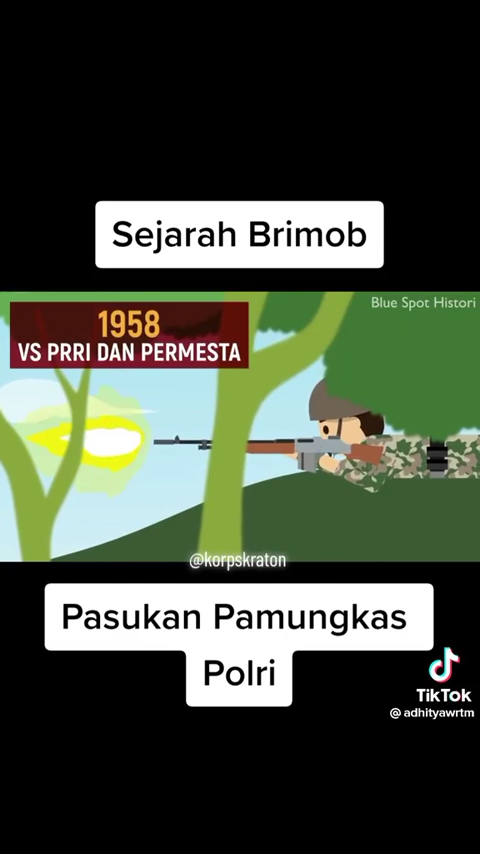 Sejarah Brimob
Blue Spot Histori
1958
VS PRRI DAN PERMESTA
@korpskraton
Pasukan Pamungkas
Polri
TikTok
@ adhityawrtm